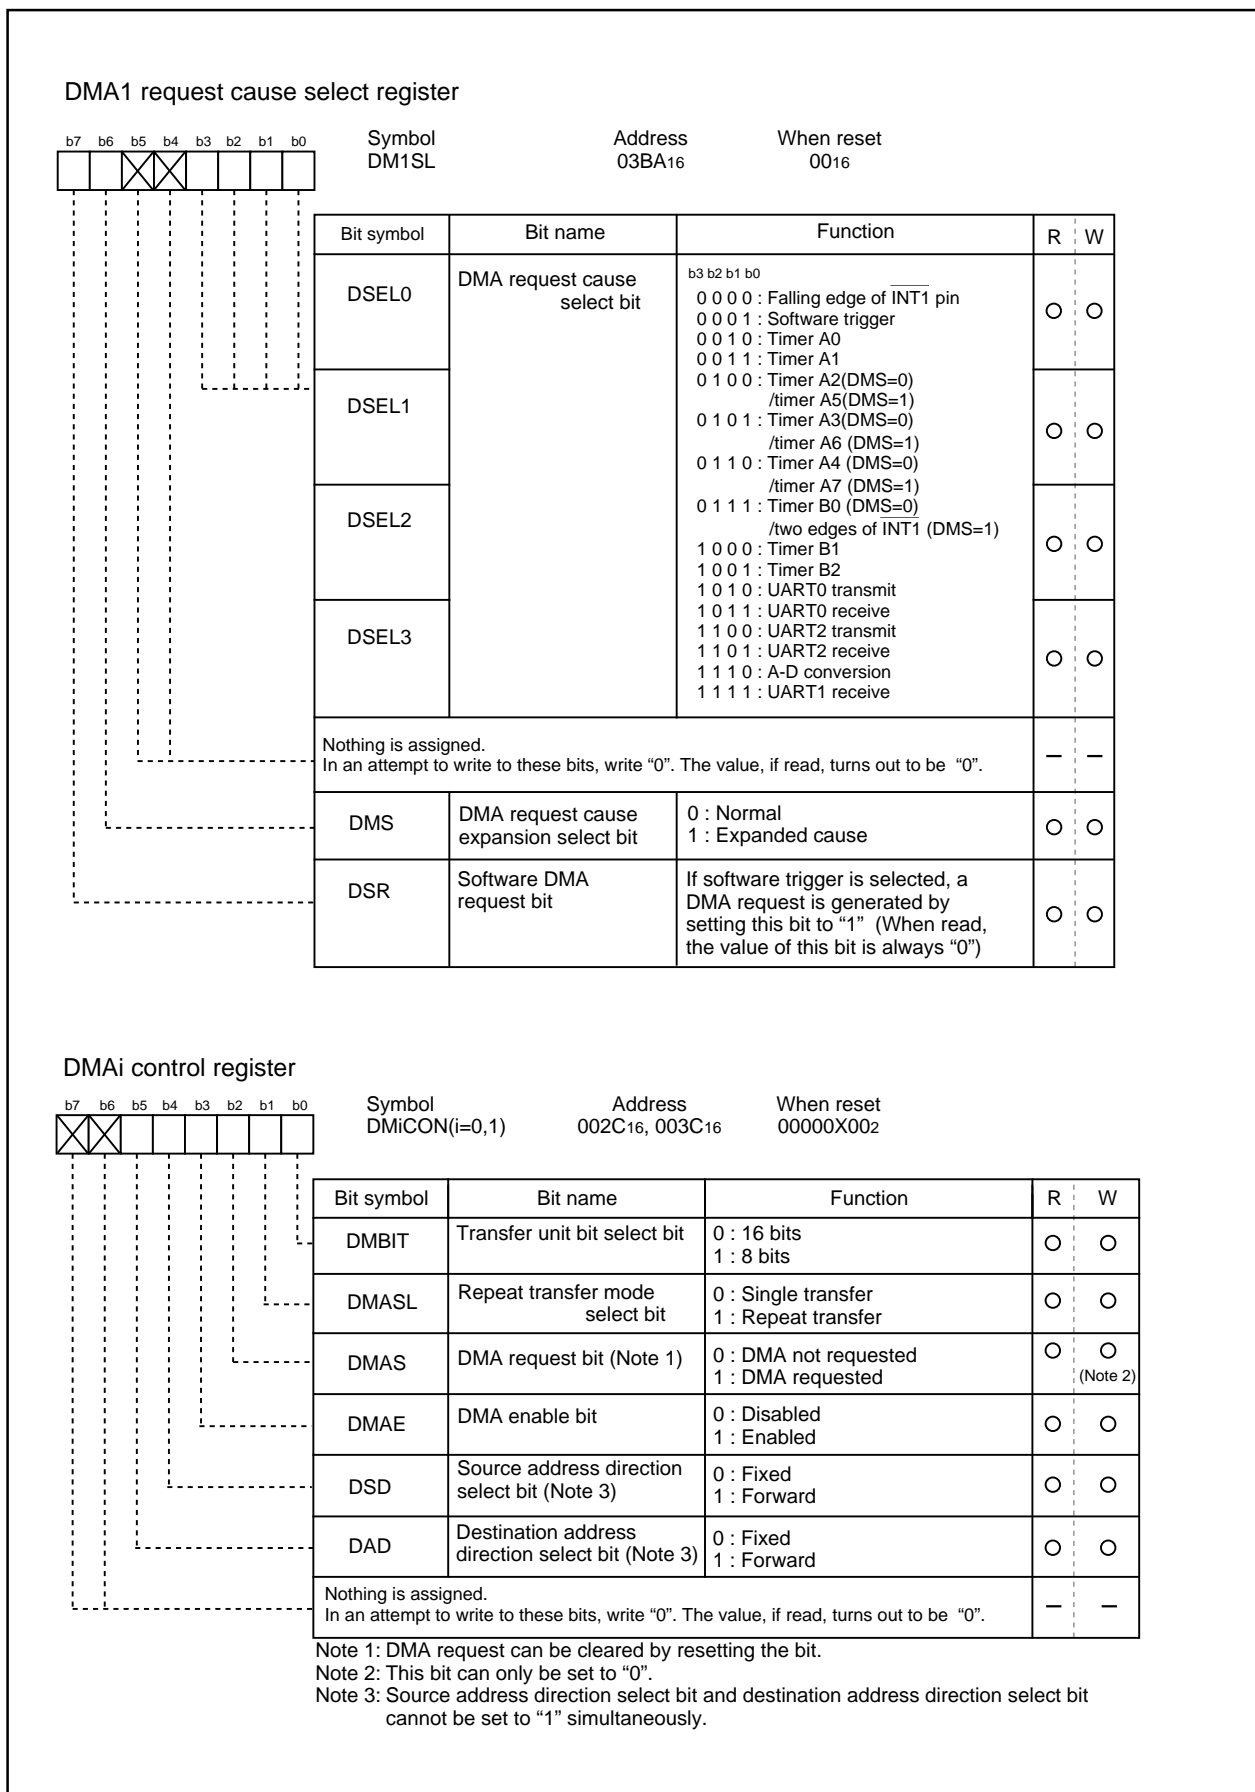 DMA1 request cause select register
b7 b6 b5 b4 b3 b2 b1 b0
Symbol Address When reset
DM1SL 03BA16 0016
Bit symbol Bit name Function R W
DSEL0 DMA request cause select bit
b3 b2 b1 b0
0 0 0 0 : Falling edge of INT1 pin
0 0 0 1 : Software trigger
0 0 1 0 : Timer A0
0 0 1 1 : Timer A1
DSEL1
0 1 0 0 : Timer A2(DMS=0)
/timer A5(DMS=1)
0 1 0 1 : Timer A3(DMS=0)
/timer A6 (DMS=1)
0 1 1 0 : Timer A4 (DMS=0)
/timer A7 (DMS=1)
DSEL2
0 1 1 1 : Timer B0 (DMS=0)
/two edges of INT1 (DMS=1)
1 0 0 0 : Timer B1
1 0 0 1 : Timer B2
1 0 1 0 : UART0 transmit
1 0 1 1 : UART0 receive
DSEL3
1 1 0 0 : UART2 transmit
1 1 0 1 : UART2 receive
1 1 1 0 : A-D conversion
1 1 1 1 : UART1 receive
Nothing is assigned.
In an attempt to write to these bits, write “0”. The value, if read, turns out to be “0”.
– –
DMS
DMA request cause
expansion select bit
0 : Normal
1 : Expanded cause
DSR
Software DMA
request bit
If software trigger is selected, a
DMA request is generated by
setting this bit to “1” (When read,
the value of this bit is always “0”)
DMAi control register
b7 b6 b5 b4 b3 b2 b1 b0
Symbol Address When reset
DMiCON(i=0,1) 002C16, 003C16 00000X002
Bit symbol Bit name Function R W
DMBIT
Transfer unit bit select bit
0 : 16 bits
1 : 8 bits
DMASL
Repeat transfer mode
select bit
0 : Single transfer
1 : Repeat transfer
DMAS
DMA request bit (Note 1)
0 : DMA not requested
1 : DMA requested
(Note 2)
DMAE
DMA enable bit
0 : Disabled
1 : Enabled
DSD
Source address direction
select bit (Note 3)
0 : Fixed
1 : Forward
DAD
Destination address
direction select bit (Note 3)
0 : Fixed
1 : Forward
Nothing is assigned.
In an attempt to write to these bits, write “0”. The value, if read, turns out to be “0”.
– –
Note 1: DMA request can be cleared by resetting the bit.
Note 2: This bit can only be set to “0”.
Note 3: Source address direction select bit and destination address direction select bit
cannot be set to “1” simultaneously.